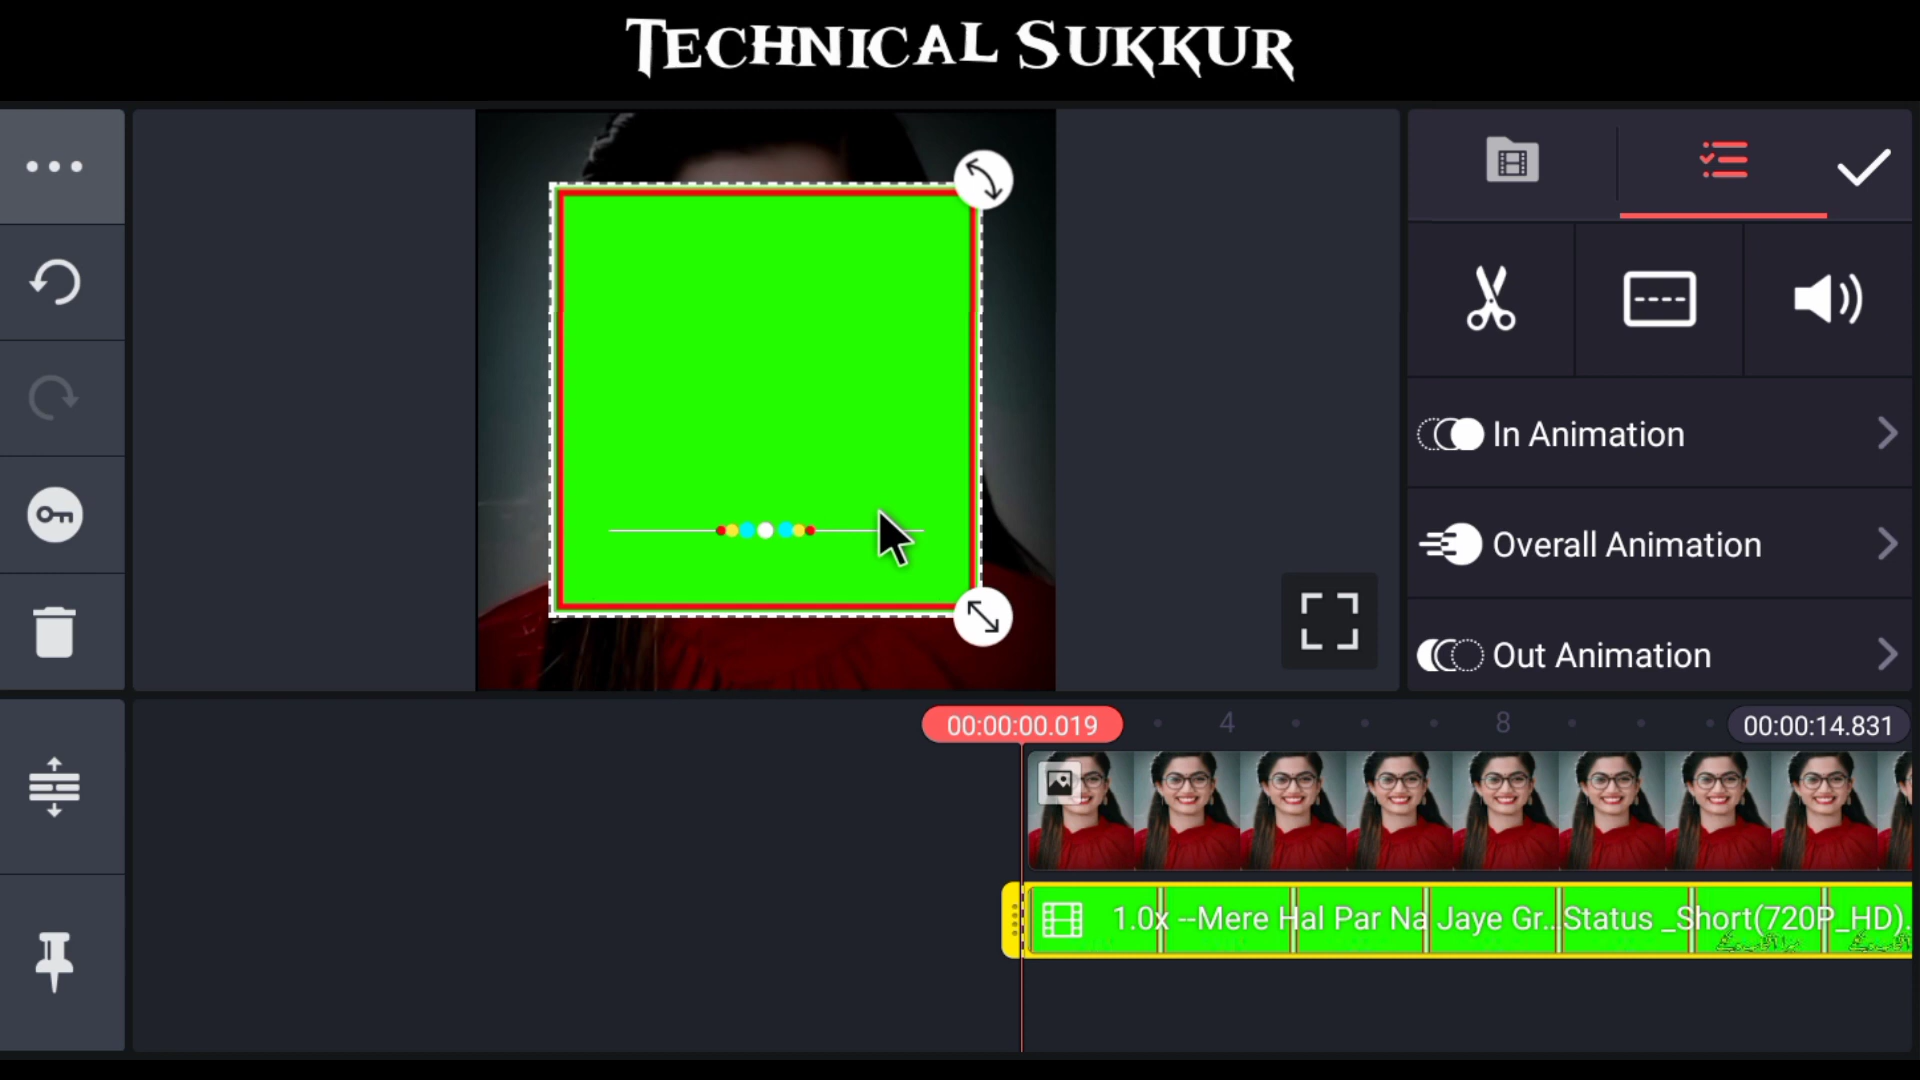 TECHNICAL SUKKUR
In Animation
Overall Animation
Out Animation
00:00:00.019
4
8
00:00:14.831
1.0x --Mere Hal Par Na Jaye Gr...Status _Short(720P_HD).